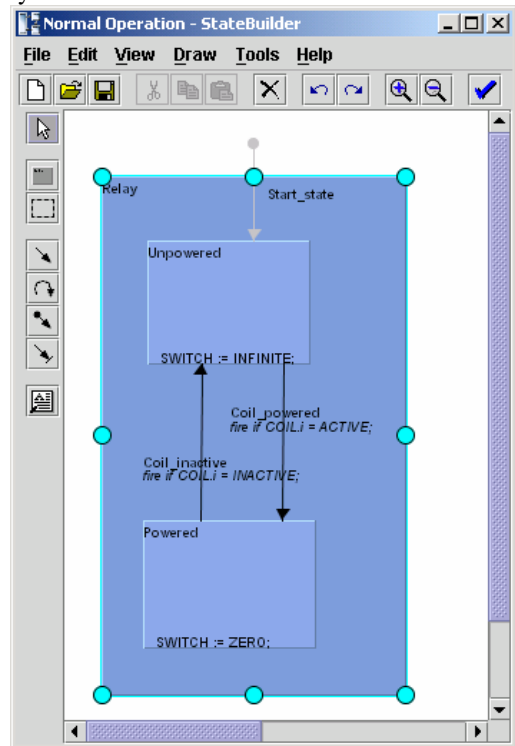 Normal Operation - StateBuilder
File Edit View Draw Tools Help
Relay
Start_state
Unpowered
SWITCH := INFINITE;
Coil_powered
fire if COIL.i = ACTIVE;
Coil_inactive
fire if COIL.i = INACTIVE;
Powered
SWITCH := ZERO;